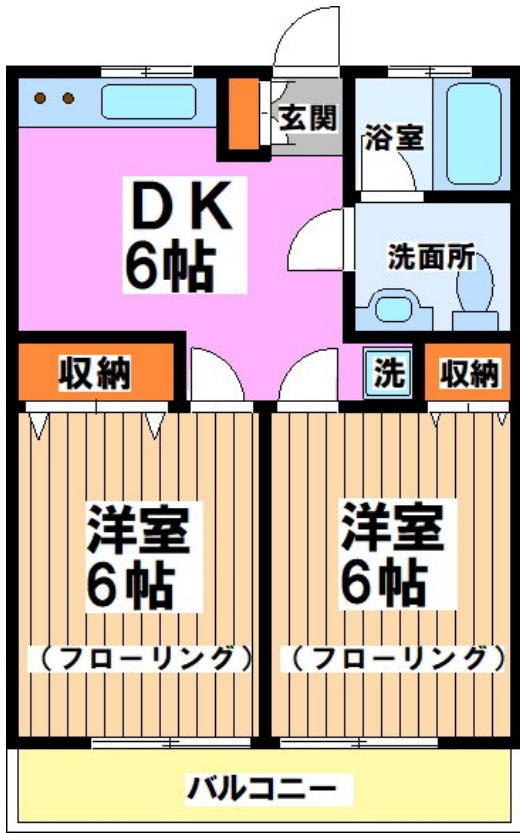 玄関
浴室
DK
6帖
洗面所
収納
洗
収納
洋室
6帖
(フローリング)
洋室
6帖
(フローリング)
バルコニー